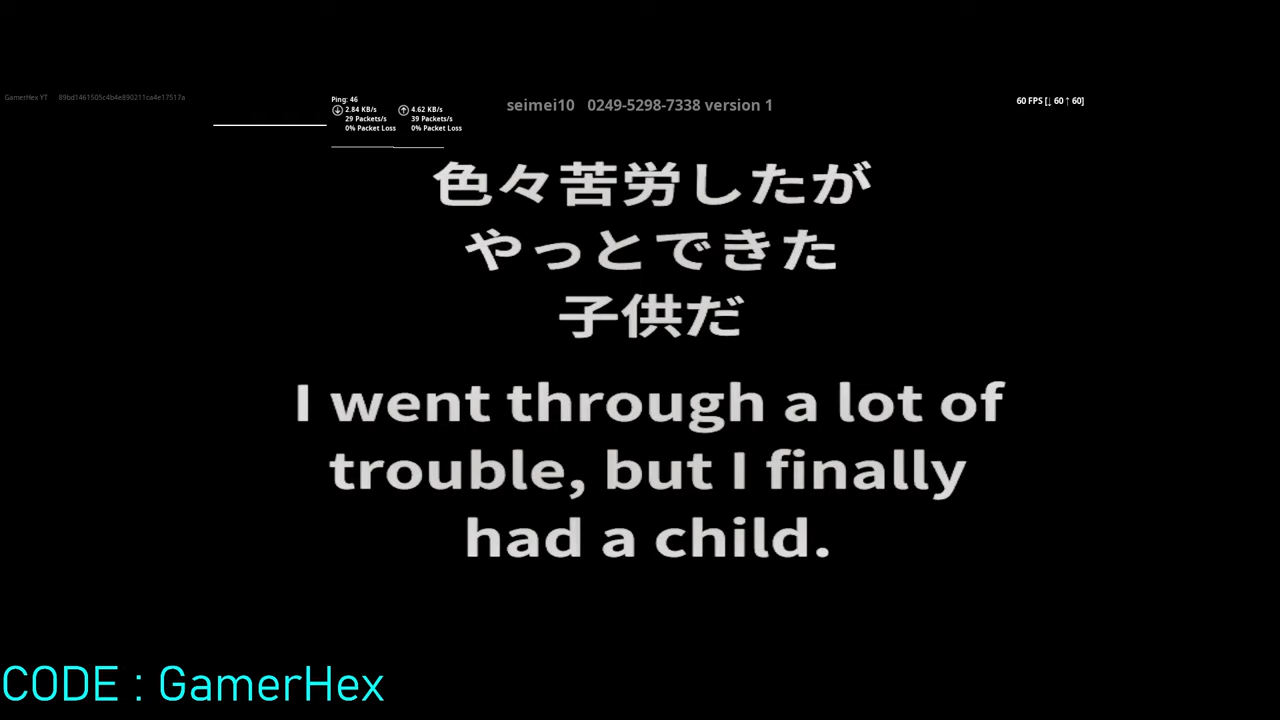 GamerHex YT 89bd1461505c4b4e890211ca4e17517a
Ping: 46
2.84 KB/s 4.62 KB/s
29 Packets/s 39 Packets/s
0% Packet Loss 0% Packet Loss
seimei10 0249-5298-7338 version 1
60 FPS [↓ 60 ↑ 60]
色々苦労したが
やっとできた
子供だ
I went through a lot of
trouble, but I finally
had a child.
CODE : GamerHex